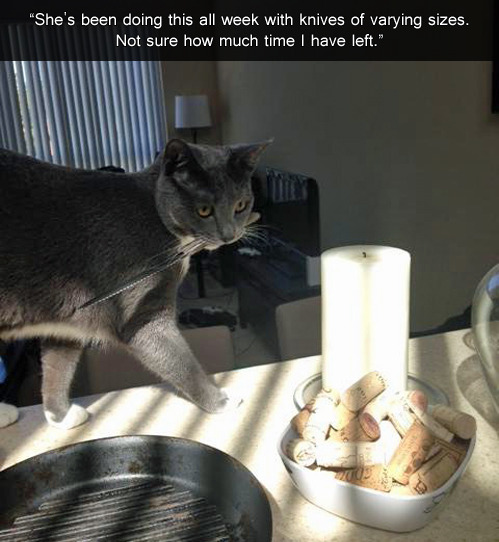 “She's been doing this all week with knives of varying sizes.
Not sure how much time I have left.”